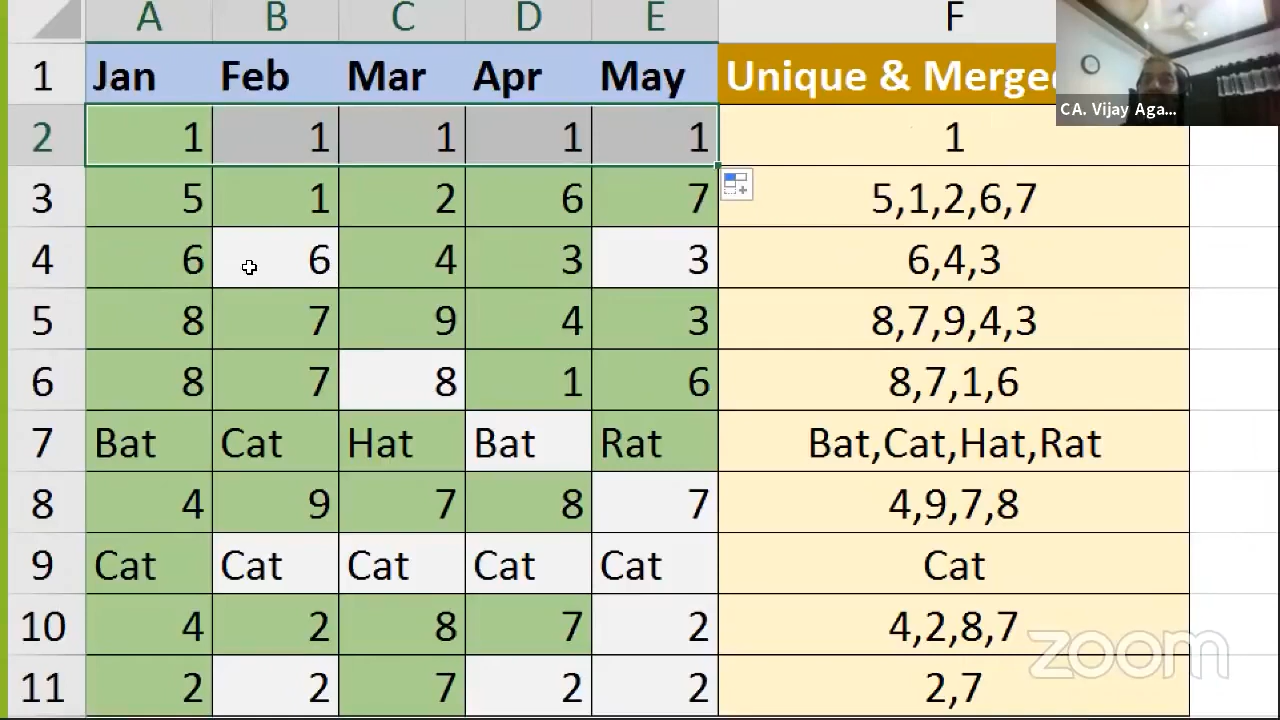 A B C D E F
1 Jan Feb Mar Apr May Unique & Merged
2 1 1 1 1 1 1
3 5 1 2 6 7 5,1,2,6,7
4 6 6 4 3 3 6,4,3
5 8 7 9 4 3 8,7,9,4,3
6 8 7 8 1 6 8,7,1,6
7 Bat Cat Hat Bat Rat Bat,Cat,Hat,Rat
8 4 9 7 8 7 4,9,7,8
9 Cat Cat Cat Cat Cat Cat
10 4 2 8 7 2 4,2,8,7
11 2 2 7 2 2 2,7
CA. Vijay Aga...
zoom